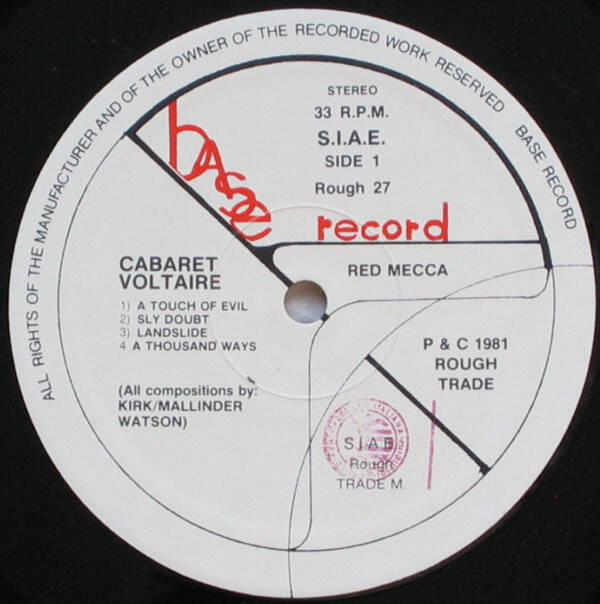 ALL RIGHTS OF THE MANUFACTURER AND OF THE OWNER OF THE RECORDED WORK RESERVED BASE RECORD
STEREO
33 R.P.M.
S.I.A.E.
SIDE 1
Rough 27
base record
RED MECCA
CABARET
VOLTAIRE
1) A TOUCH OF EVIL
2) SLY DOUBT
3) LANDSLIDE
4 A THOUSAND WAYS
(All compositions by:
KIRK/MALLINDER
WATSON)
P & C 1981
ROUGH
TRADE
S.I.A.E
Rough
TRADE M.